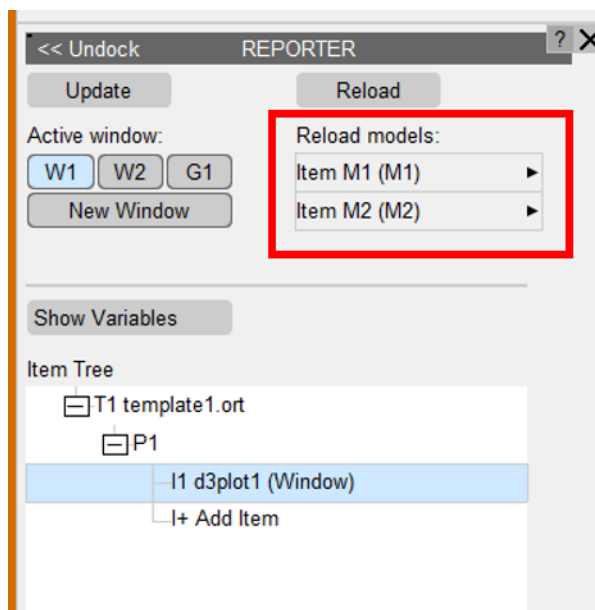 << Undock REPORTER ? X
Update Reload
Active window: Reload models:
W1 W2 G1 Item M1 (M1)
New Window Item M2 (M2)
Show Variables
Item Tree
T1 template1.ort
P1
I1 d3plot1 (Window)
I+ Add Item